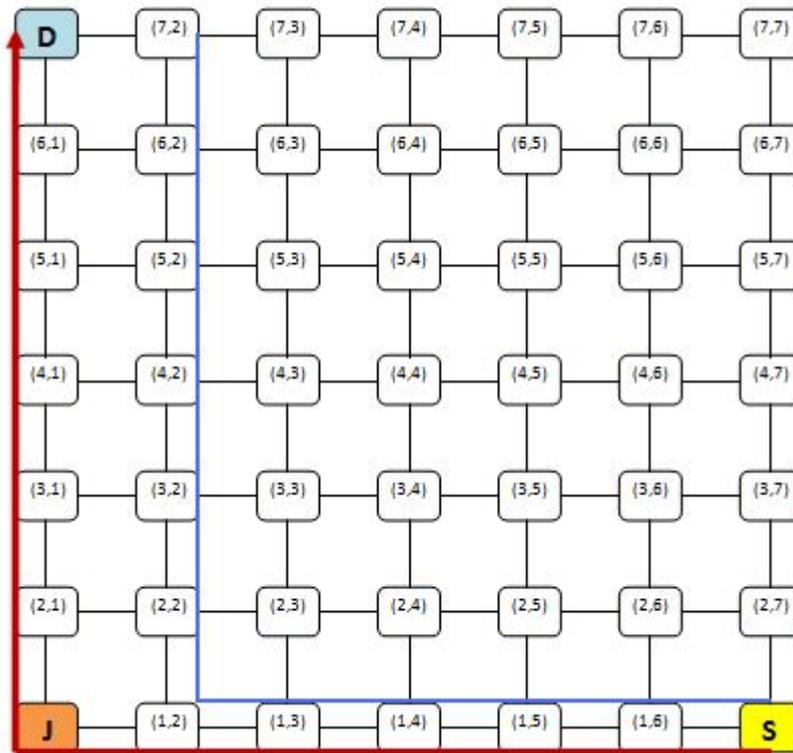 D (7,2) (7,3) (7,4) (7,5) (7,6) (7,7)
(6,1) (6,2) (6,3) (6,4) (6,5) (6,6) (6,7)
(5,1) (5,2) (5,3) (5,4) (5,5) (5,6) (5,7)
(4,1) (4,2) (4,3) (4,4) (4,5) (4,6) (4,7)
(3,1) (3,2) (3,3) (3,4) (3,5) (3,6) (3,7)
(2,1) (2,2) (2,3) (2,4) (2,5) (2,6) (2,7)
J (1,2) (1,3) (1,4) (1,5) (1,6) S